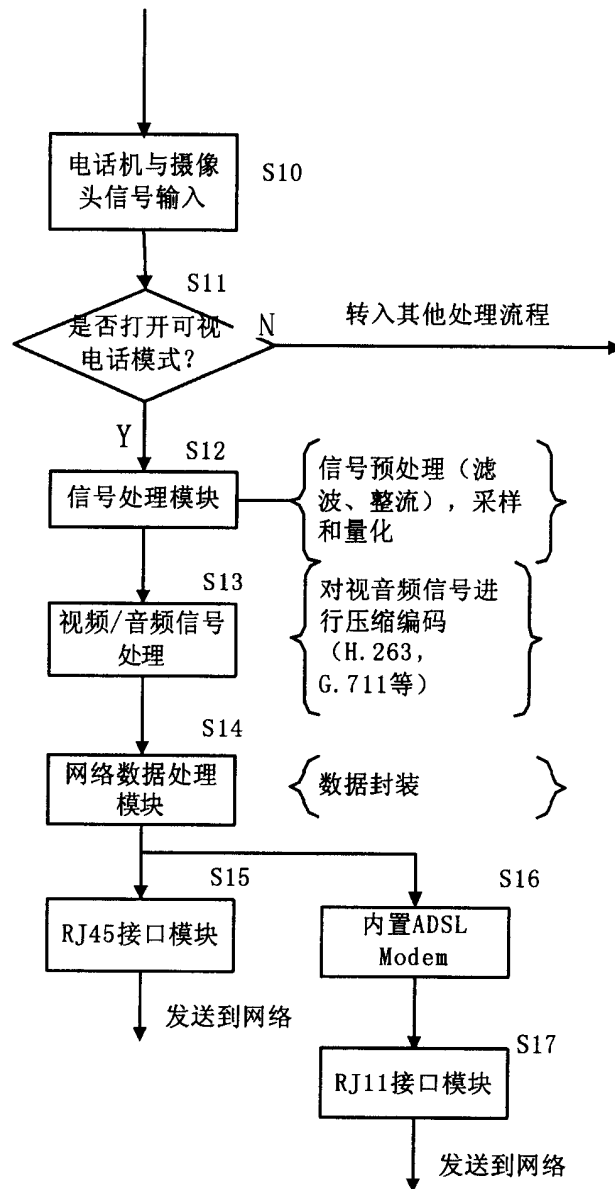 电话机与摄像
头信号输入
S10
S11
是否打开可视
电话模式?
N
转入其他处理流程
Y
S12
信号处理模块
信号预处理（滤
波、整流），采样
和量化
S13
视频/音频信号
处理
对视音频信号进
行压缩编码
（H.263,
G.711等）
S14
网络数据处理
模块
数据封装
S15
RJ45接口模块
发送到网络
S16
内置ADSL
Modem
S17
RJ11接口模块
发送到网络